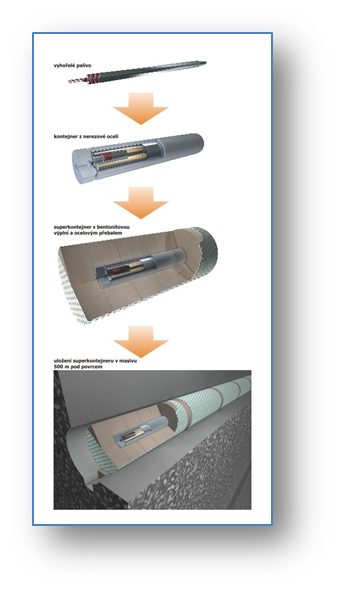 vyhořelé palivo
kontejner z nerezové oceli
superkontejner s bentonitovou
výplní a ocelovým přebalem
uložení superkontejneru v masivu
500 m pod povrcem